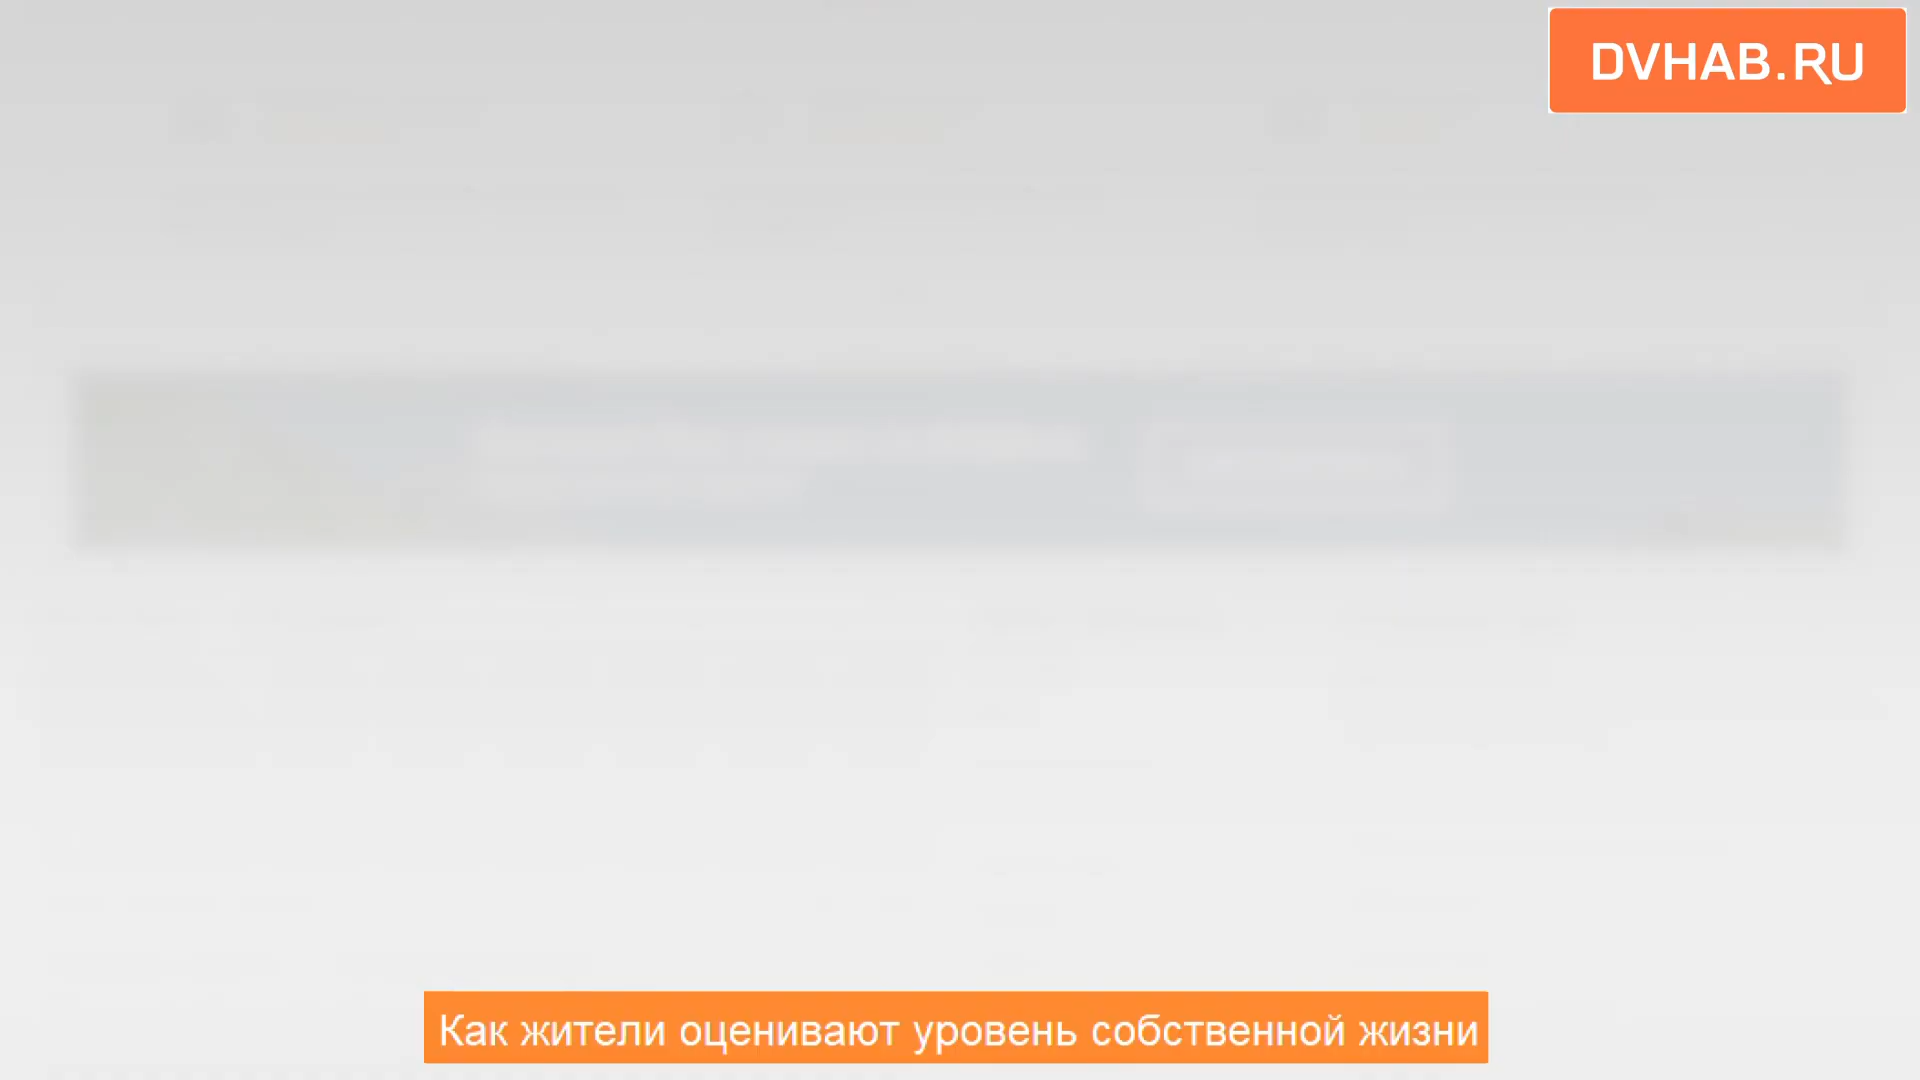 DVHAB.RU
Как жители оценивают уровень собственной жизни